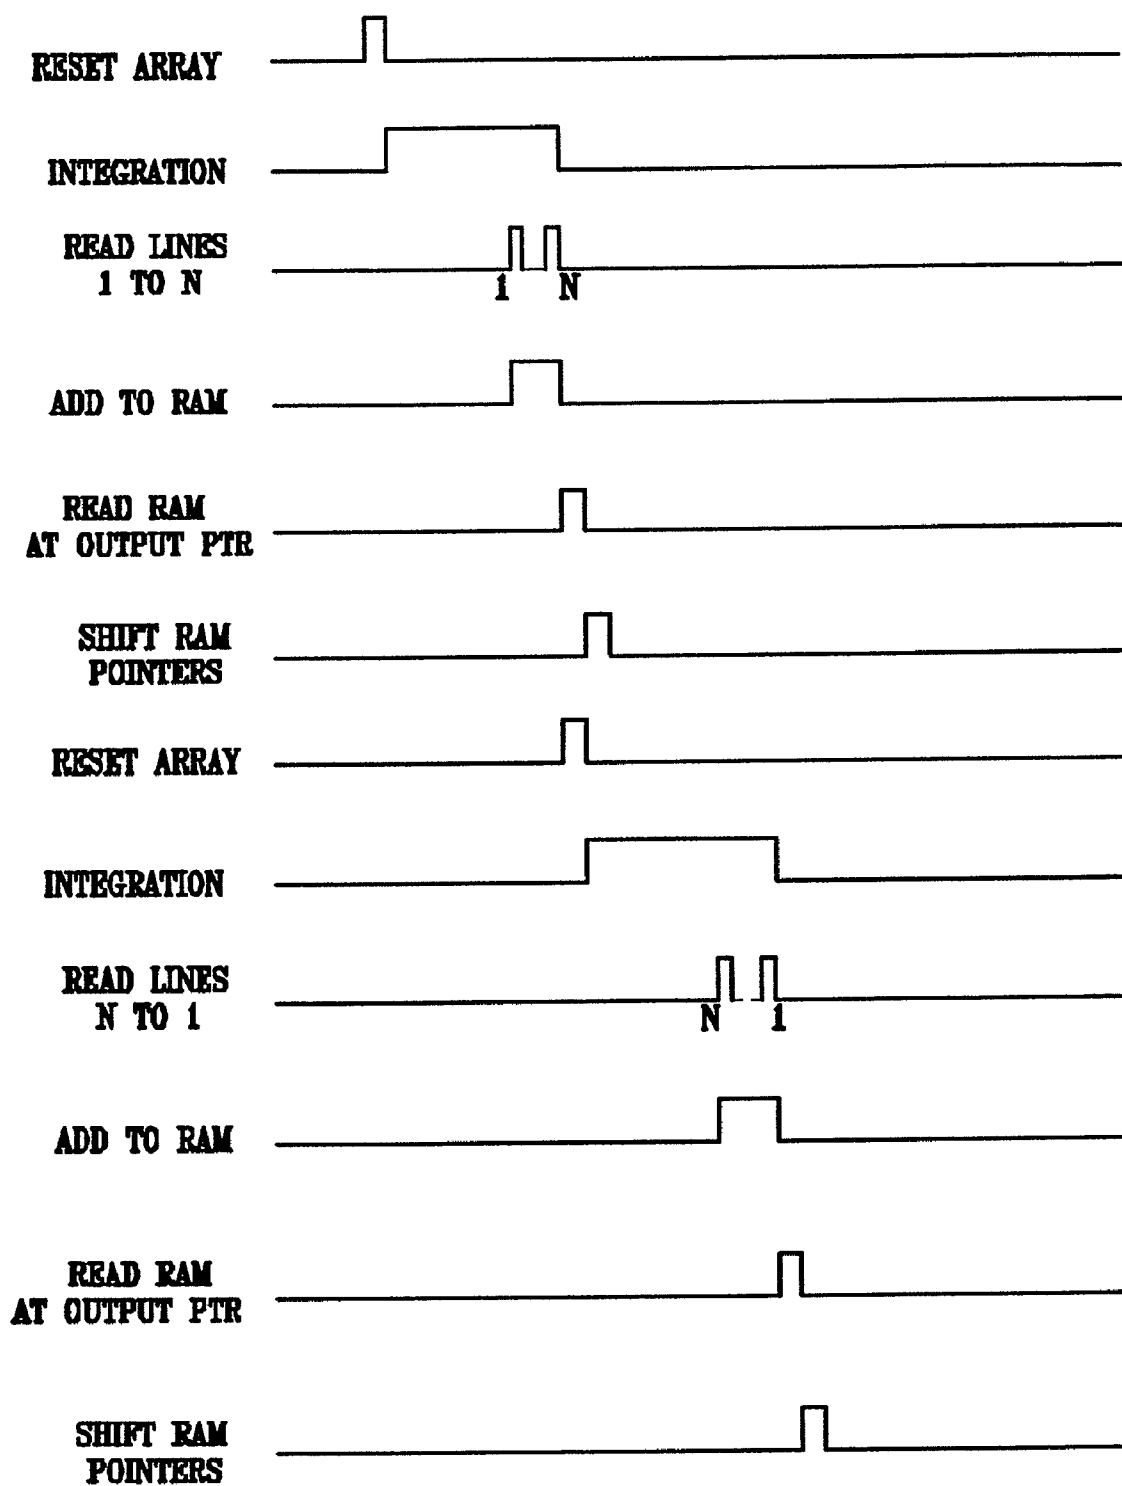 RESET ARRAY
INTEGRATION
READ LINES
1 TO N
1 N
ADD TO RAM
READ RAM
AT OUTPUT PTR
SHIFT RAM
POINTERS
RESET ARRAY
INTEGRATION
READ LINES
N TO 1
N 1
ADD TO RAM
READ RAM
AT OUTPUT PTR
SHIFT RAM
POINTERS